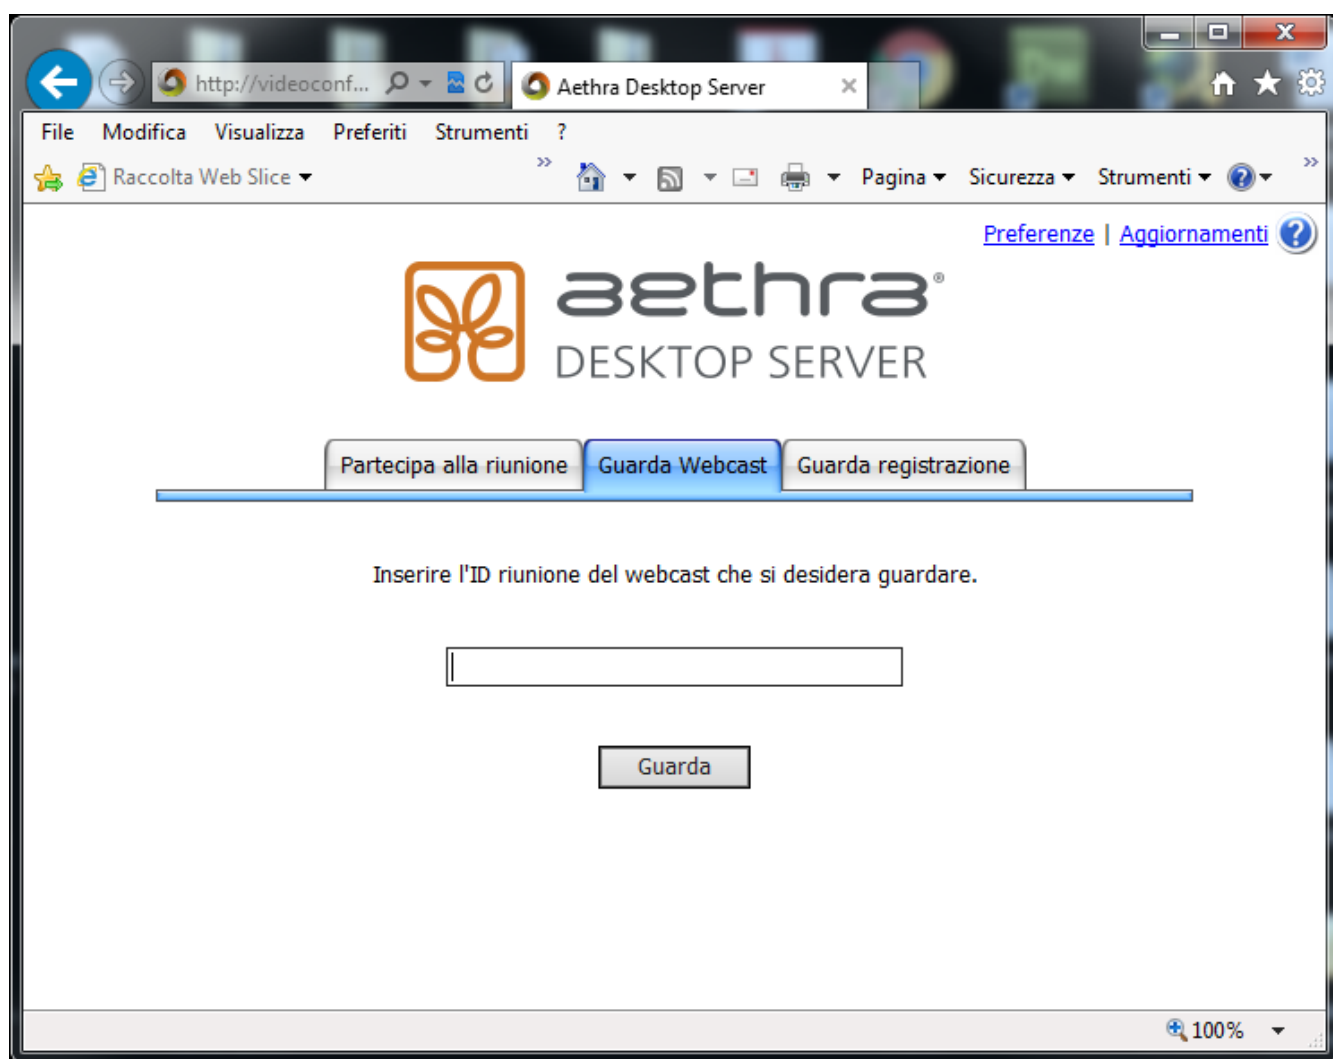 http://videoconf...
Aethra Desktop Server
File Modifica Visualizza Preferiti Strumenti ?
Raccolta Web Slice
Pagina Sicurezza Strumenti
Preferenze | Aggiornamenti
aethra®
DESKTOP SERVER
Partecipa alla riunione Guarda Webcast Guarda registrazione
Inserire l'ID riunione del webcast che si desidera guardare.
Guarda
100%